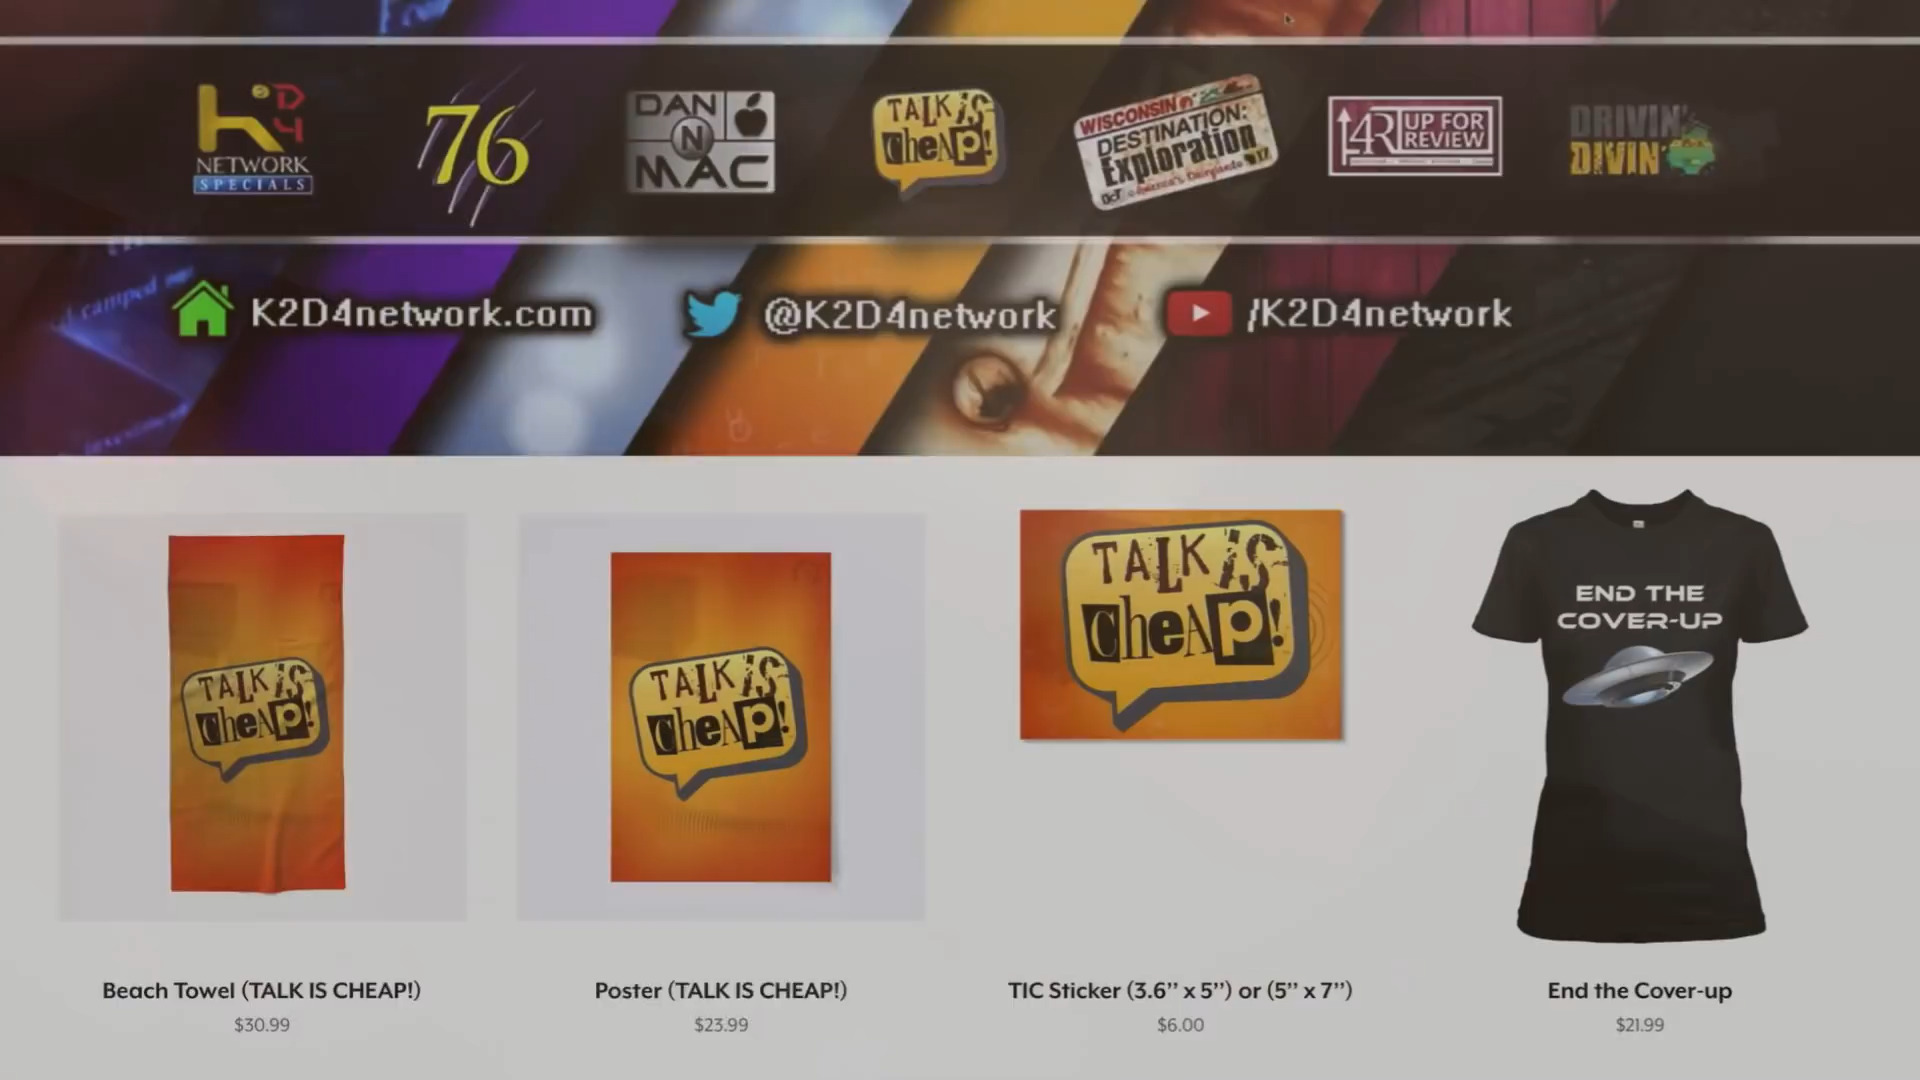 K2D4
NETWORK
SPECIALS
76
DAN
N
MAC
TALK IS
CheAP!
WISCONSIN
DESTINATION:
Exploration
4R UP FOR
REVIEW
DRIVIN'
DIVIN'
K2D4network.com
@K2D4network
/K2D4network
TALK IS
CheAP!
TALK IS
CheAP!
TALK IS
CheAP!
END THE
COVER-UP
Beach Towel (TALK IS CHEAP!)
$30.99
Poster (TALK IS CHEAP!)
$23.99
TIC Sticker (3.6” x 5”) or (5” x 7”)
$6.00
End the Cover-up
$21.99